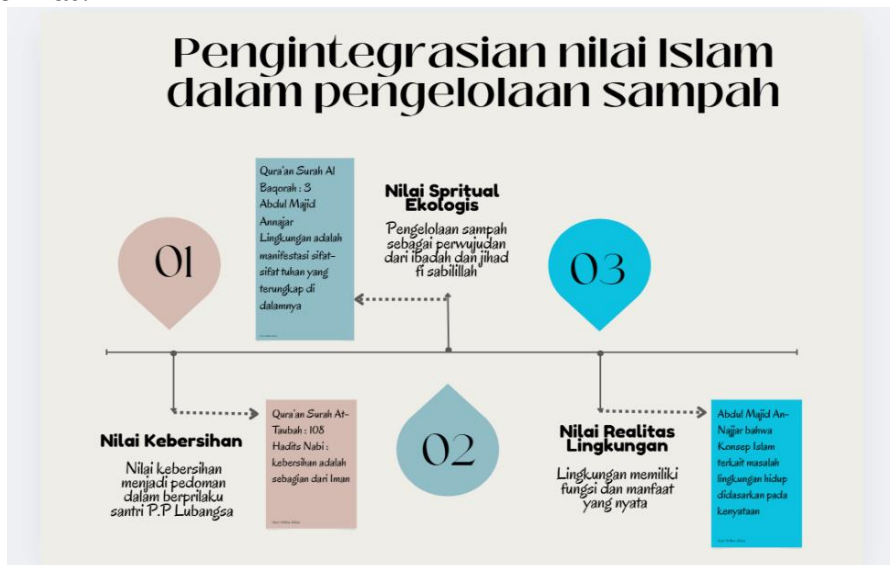 Pengintegrasian nilai Islam
dalam pengelolaan sampah
01
Nilai Kebersihan
Nilai kebersihan
menjadi pedoman
dalam berprilaku
santri P.P Lubangsa
Qura'an Surah At-
Taubah : 108
Hadits Nabi :
kebersihan adalah
sebagian dari Iman
02
Nilai Spritual
Ekologis
Pengelolaan sampah
sebagai perwujudan
dari ibadah dan jihad
fi sabilillah
Qura'an Surah Al
Baqorah : 3
Abdul Majid
Annajar
Lingkungan adalah
manifestasi sifat-
sifat tuhan yang
terungkap di
dalamnya
03
Nilai Realitas
Lingkungan
Lingkungan memiliki
fungsi dan manfaat
yang nyata
Abdul Majid An-
Najjar bahwa
Konsep Islam
terkait masalah
lingkungan hidup
didasarkan pada
kenyataan